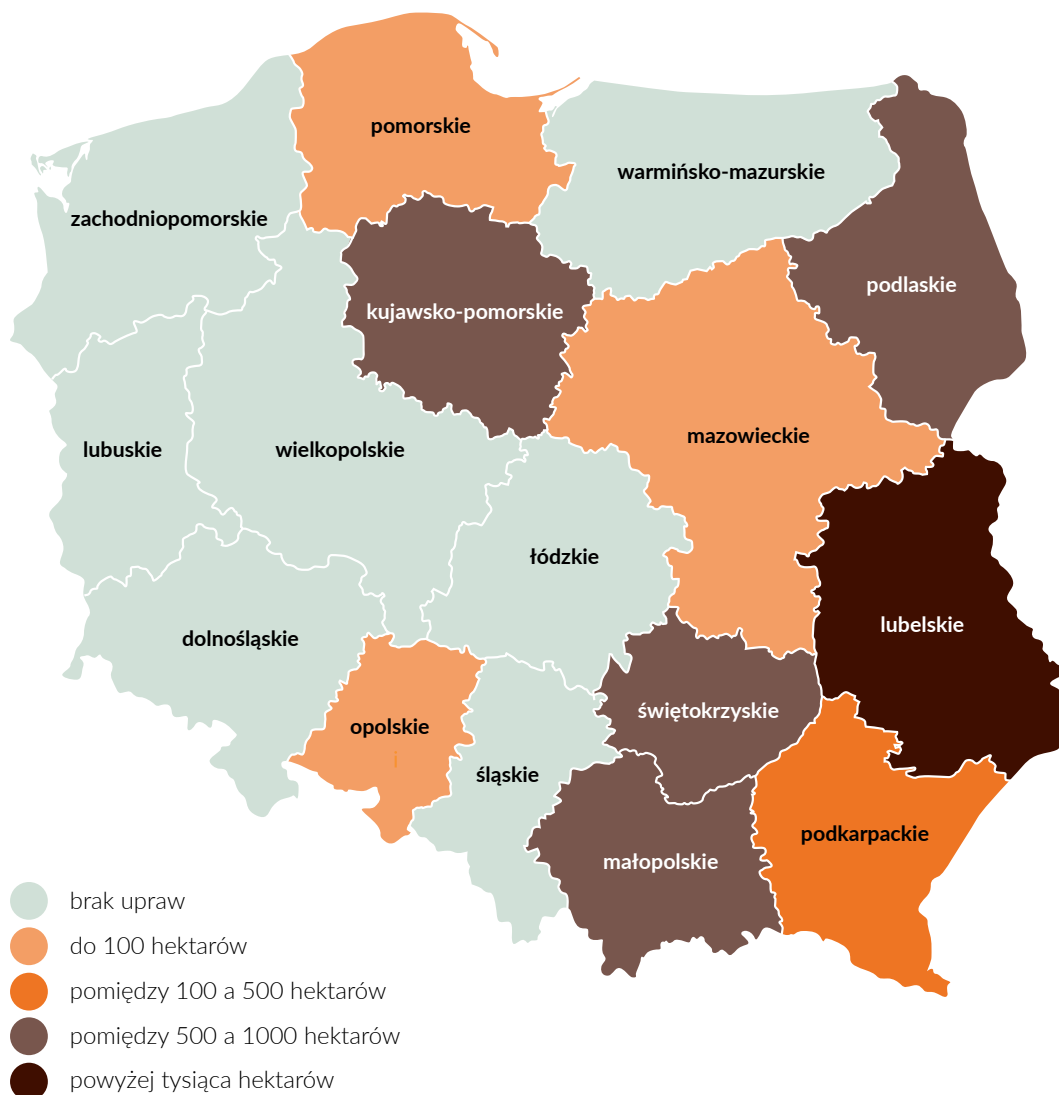 pomorskie
warmińsko-mazurskie
zachodniopomorskie
podlaskie
kujawsko-pomorskie
mazowieckie
lubuskie
wielkopolskie
łódzkie
lubelskie
dolnośląskie
świętokrzyskie
opolskie
i
śląskie
podkarpackie
małopolskie
brak upraw
do 100 hektarów
pomiędzy 100 a 500 hektarów
pomiędzy 500 a 1000 hektarów
powyżej tysiąca hektarów